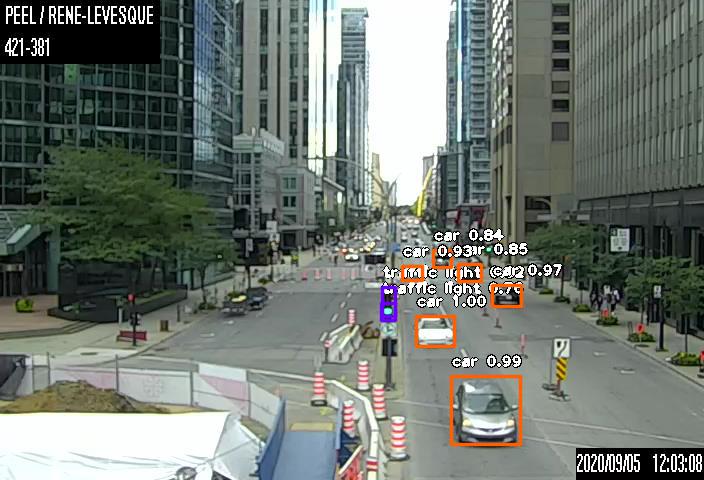 PEEL / RENE-LEVESQUE
421-381
car 0.84
car 0.93
0.85
0.97
traffic light
traffic light
car 1.00
car 0.99
2020/09/05 12:03:08